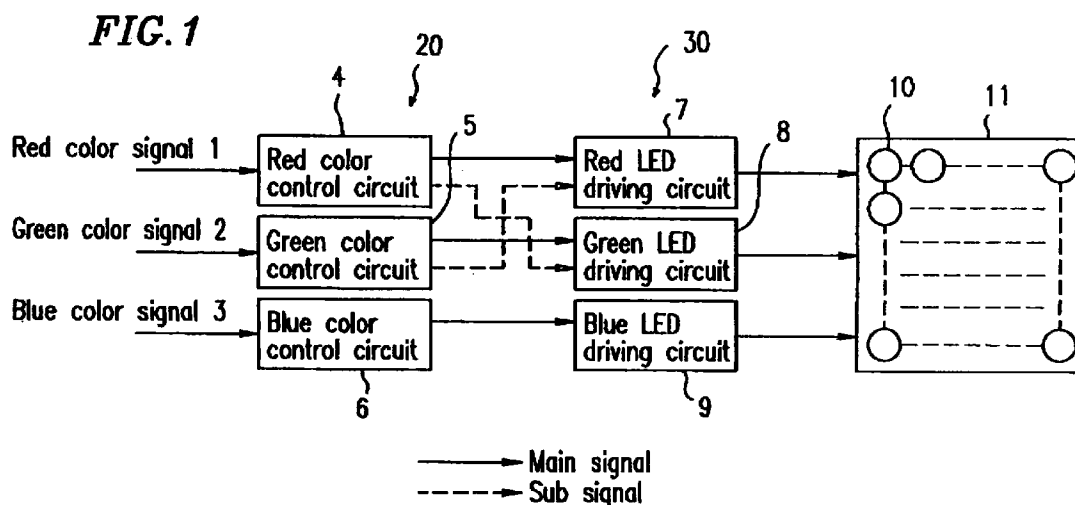 FIG. 1
20
30
4
5
7
8
10
11
Red color signal 1
Red color
control circuit
Red LED
driving circuit
Green color signal 2
Green color
control circuit
Green LED
driving circuit
Blue color signal 3
Blue color
control circuit
Blue LED
driving circuit
6
9
Main signal
Sub signal